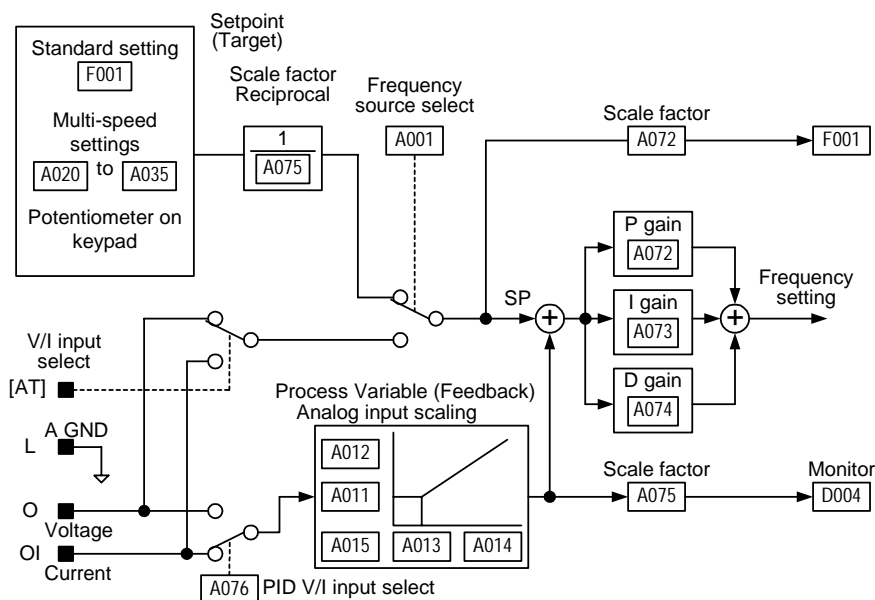 Setpoint
(Target)
Standard setting
F001
Multi-speed
settings
A020 to A035
Potentiometer on
keypad
Scale factor
Reciprocal
1
A075
Frequency
source select
A001
Scale factor
A072
F001
P gain
A072
I gain
A073
D gain
A074
SP
+
+
Frequency
setting
V/I input
select
[AT]
A GND
L
O
Voltage
OI
Current
Process Variable (Feedback)
Analog input scaling
A012
A011
A015
A013
A014
A076
PID V/I input select
Scale factor
A075
Monitor
D004